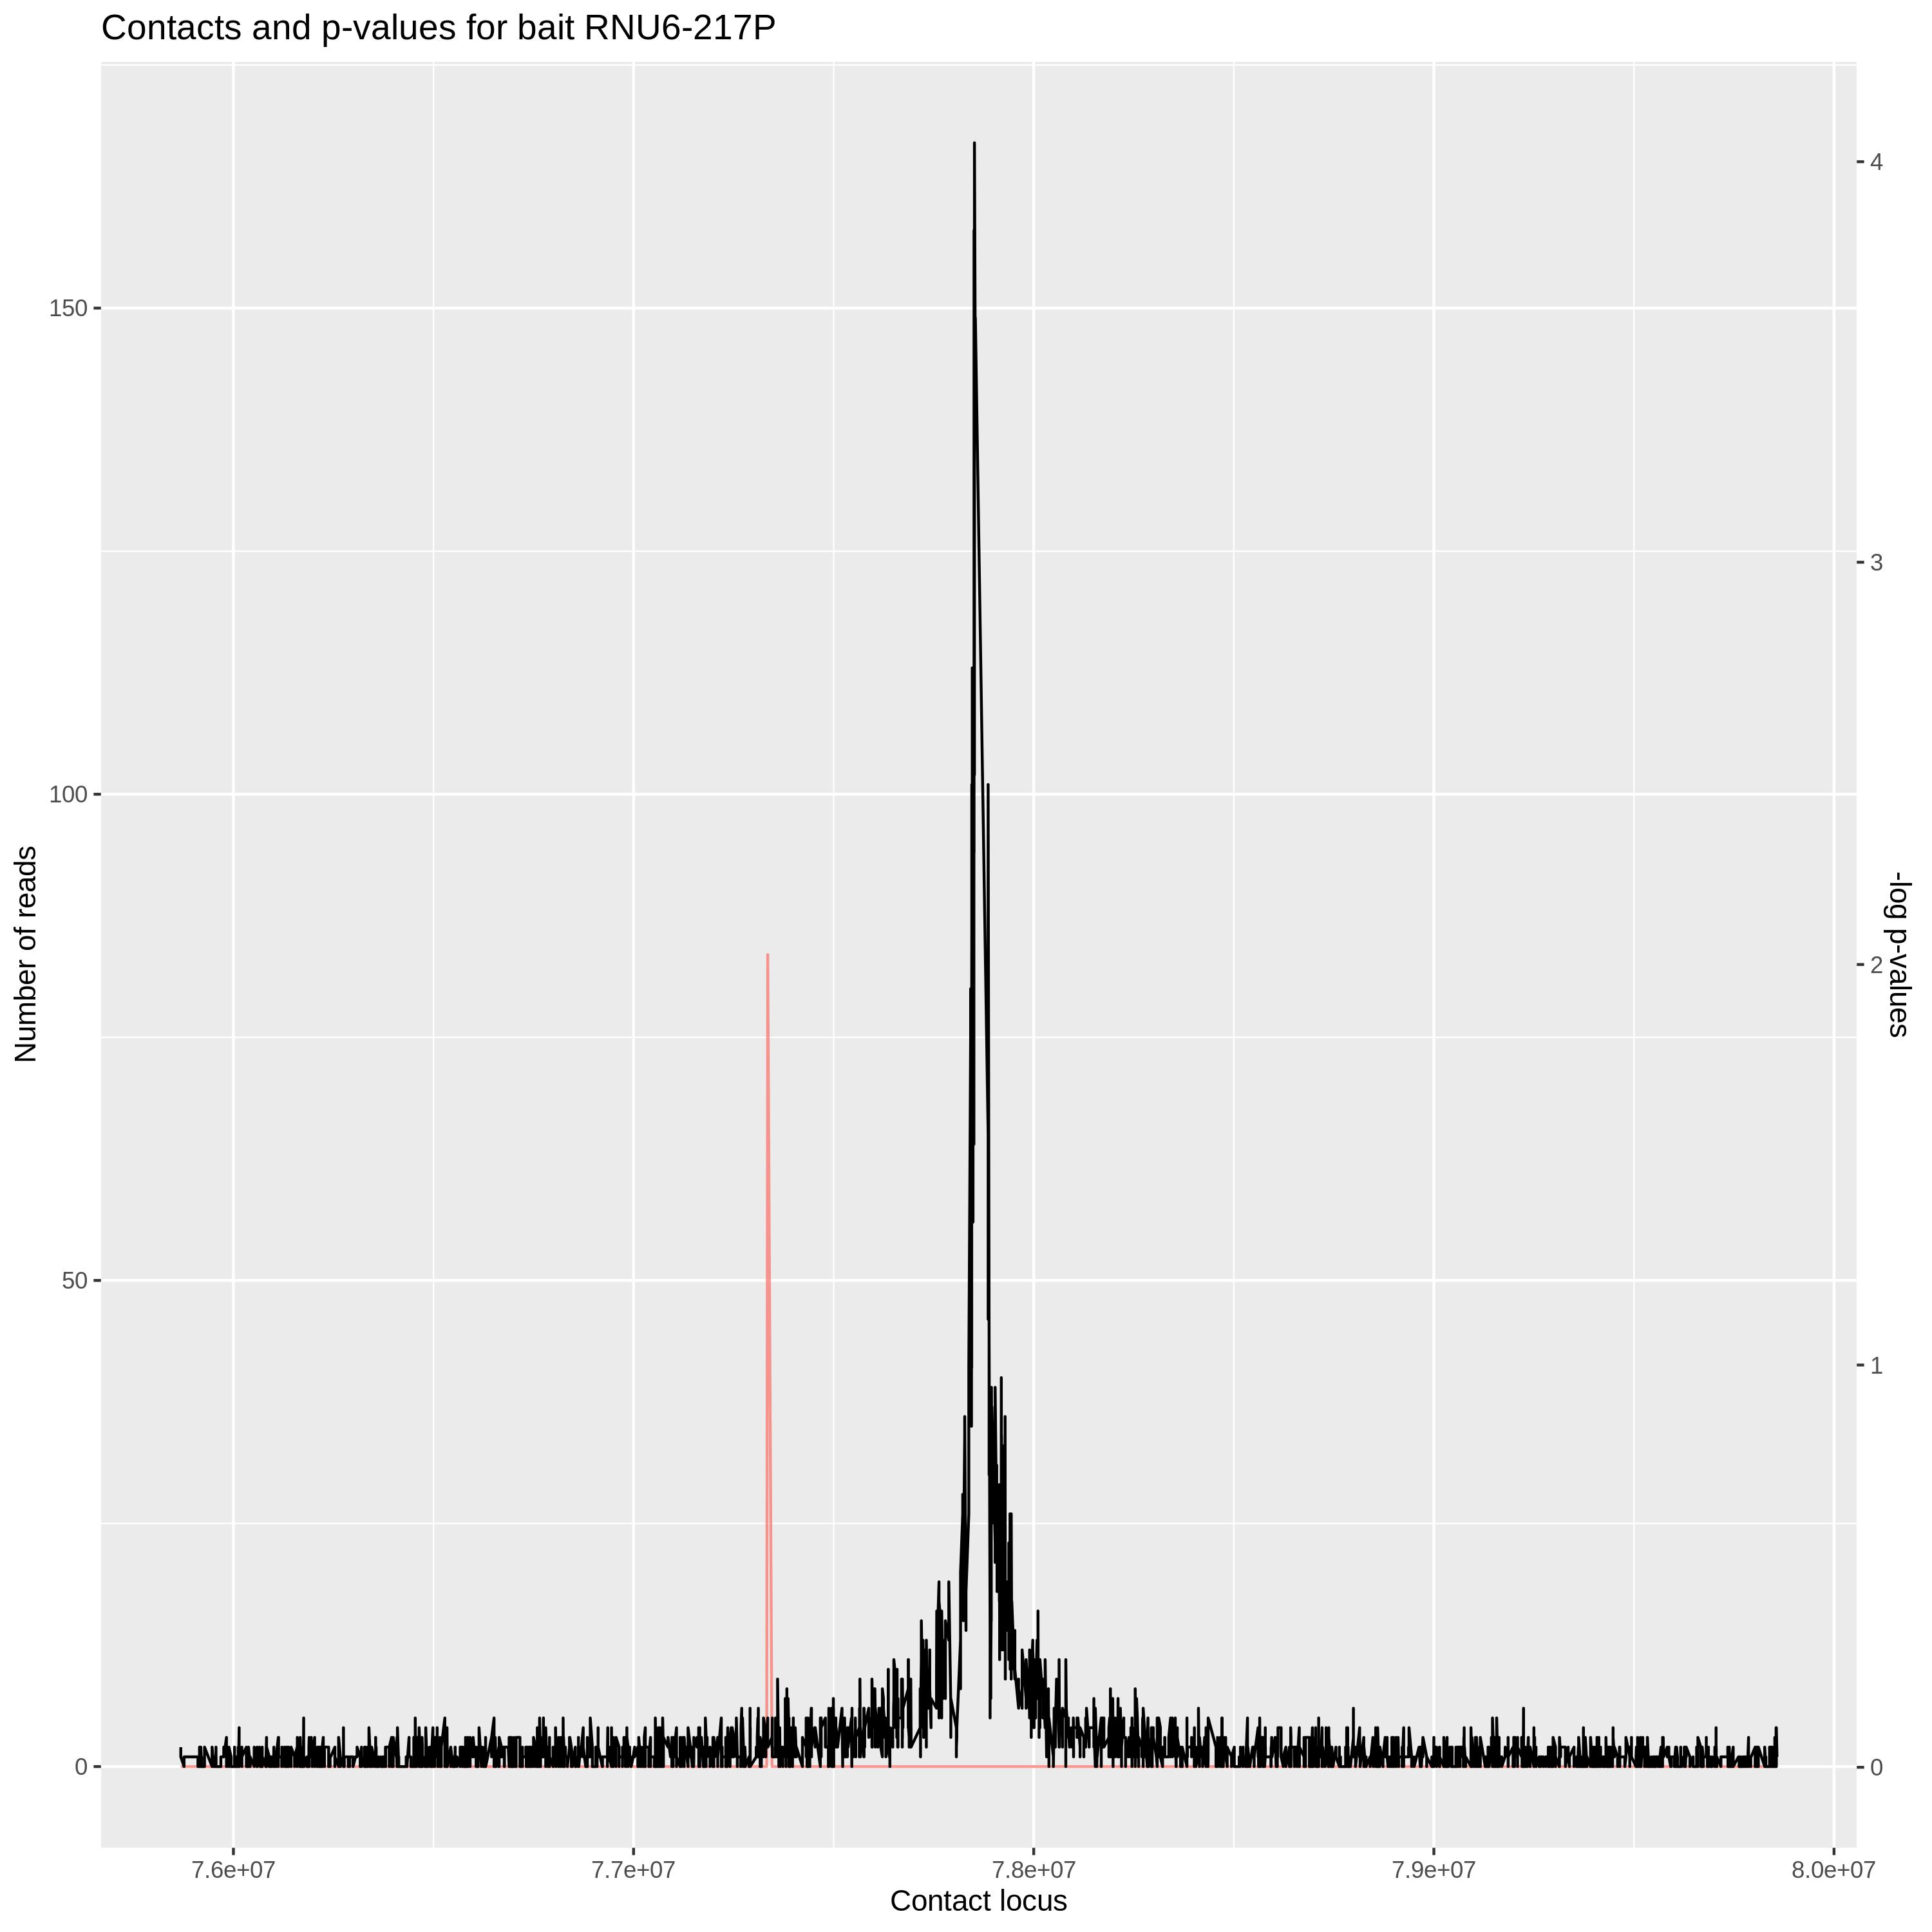 Contacts and p-values for bait RNU6-217P
150
100
50
0
Number of reads
4
3
2
1
0
-log p-values
7.6e+07
7.7e+07
7.8e+07
7.9e+07
8.0e+07
Contact locus